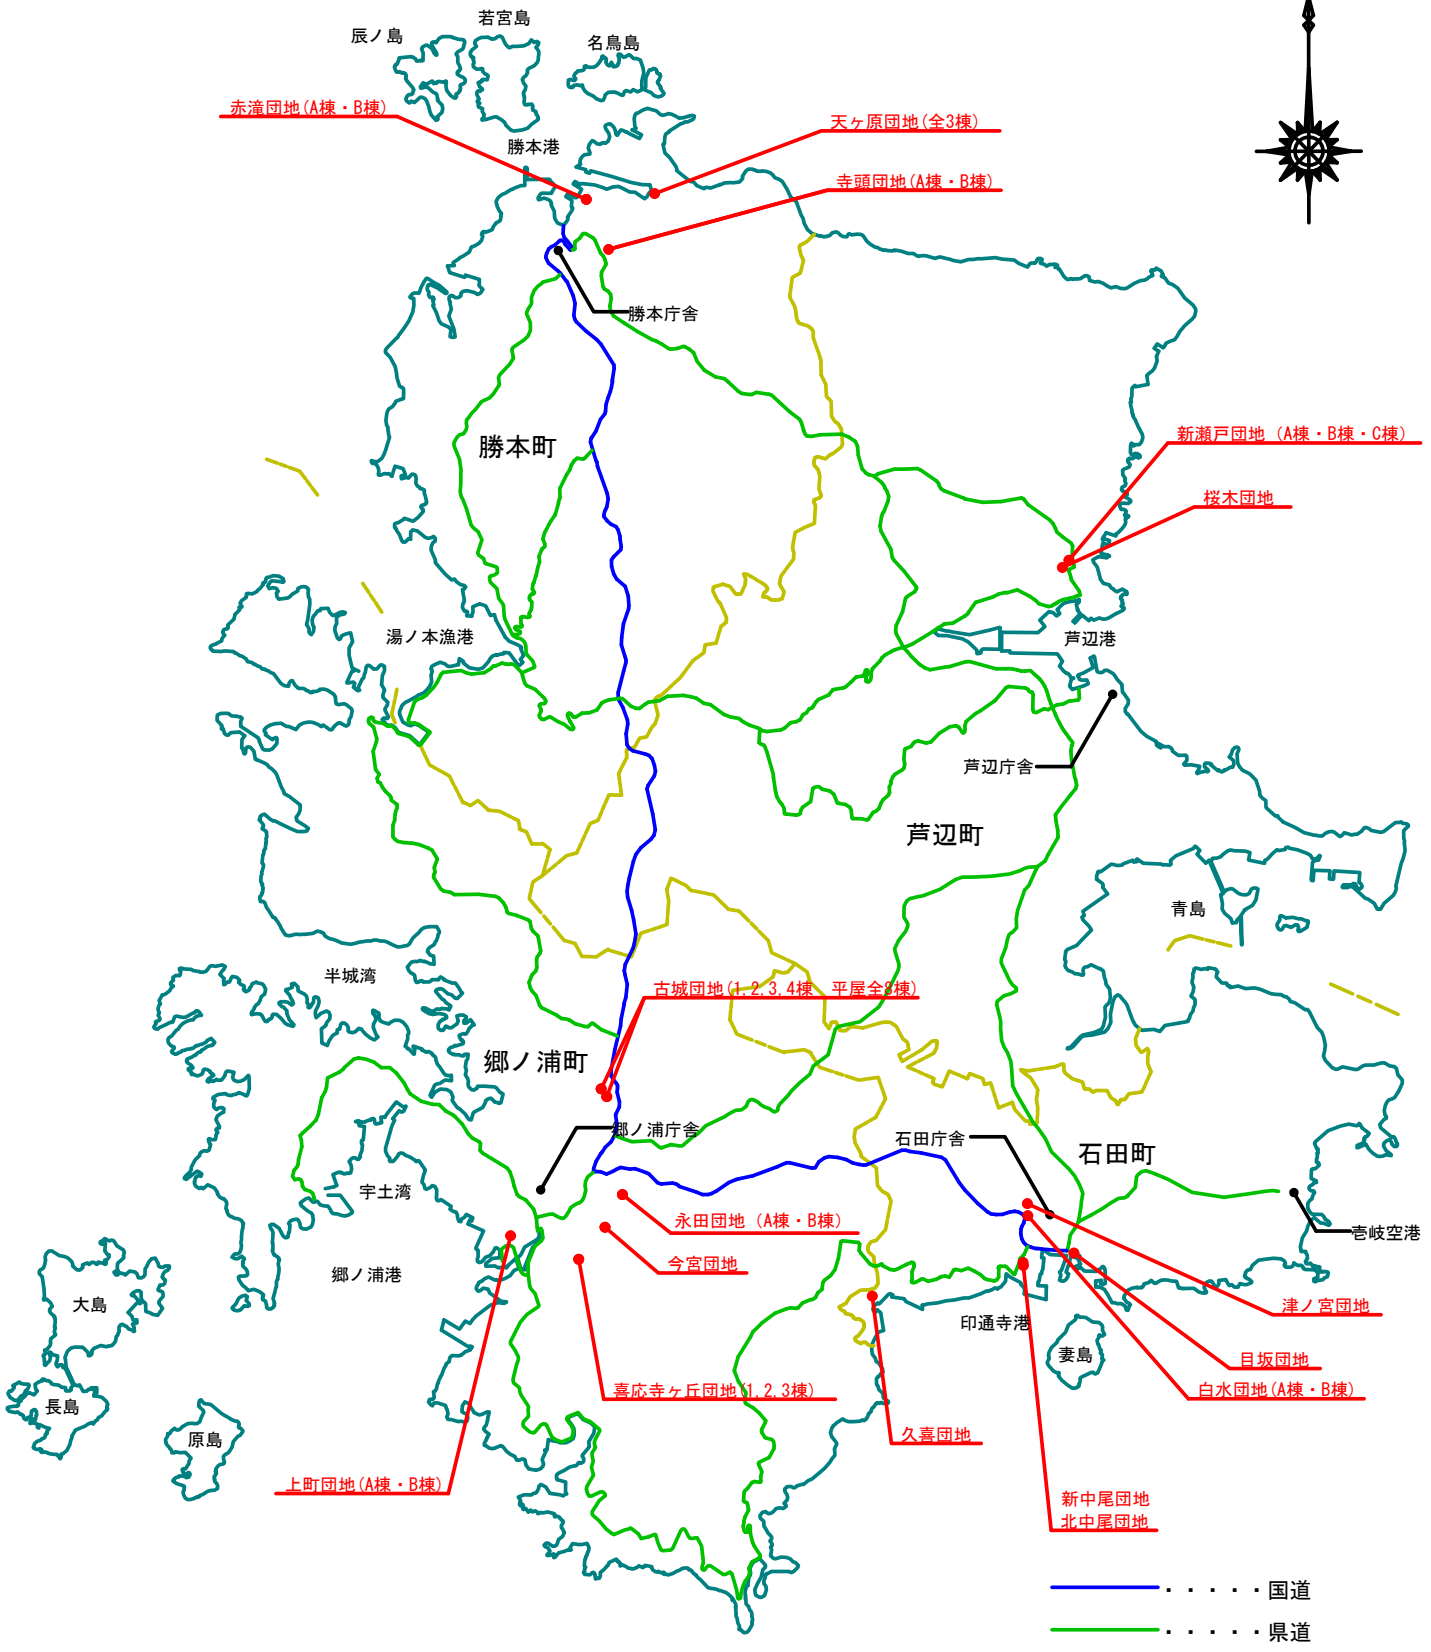 若宮島
辰ノ島
名烏島
赤滝団地(A棟・B棟)
天ヶ原団地(全3棟)
勝本港
寺頭団地(A棟・B棟)
勝本庁舎
新瀬戸団地 (A棟・B棟・C棟)
勝本町
桜木団地
湯ノ本漁港
芦辺港
芦辺庁舎
芦辺町
青島
半城湾
古城団地(1,2,3,4棟 平屋全8棟)
郷ノ浦町
郷ノ浦庁舎
石田庁舎
石田町
宇土湾
永田団地 (A棟・B棟)
壱岐空港
今宮団地
郷ノ浦港
大島
津ノ宮団地
印通寺港
妻島
目坂団地
喜応寺ヶ丘団地(1,2,3棟)
白水団地(A棟・B棟)
長島
久喜団地
原島
上町団地(A棟・B棟)
新中尾団地
北中尾団地
・・・・・国道
・・・・・県道